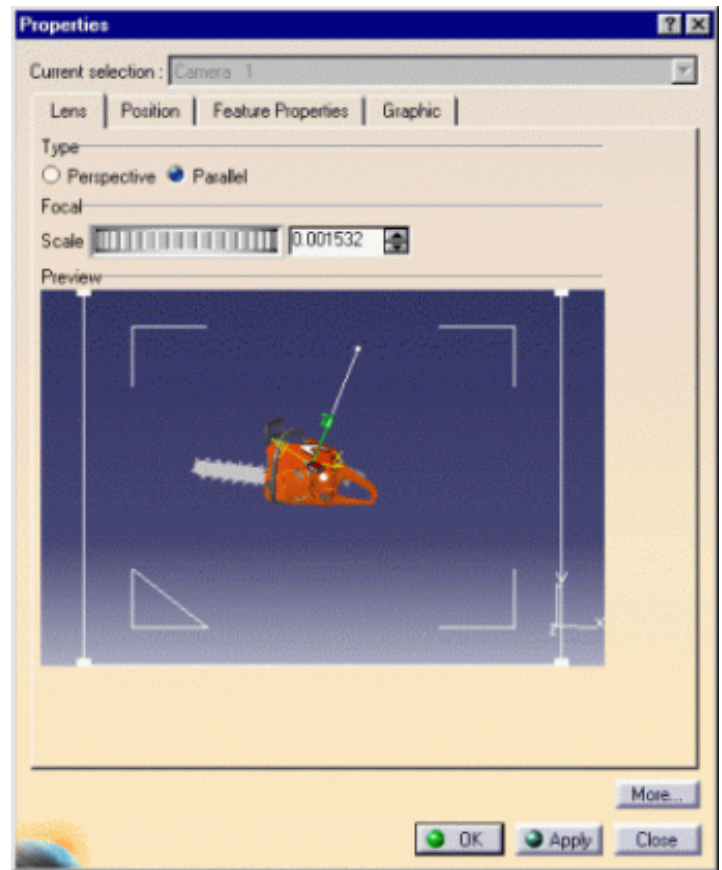 Properties
Current selection : Camera 1
Lens Position Feature Properties Graphic
Type
Perspective Parallel
Focal
Scale 0.001532
Preview
Y
X
Z
More...
OK Apply Close